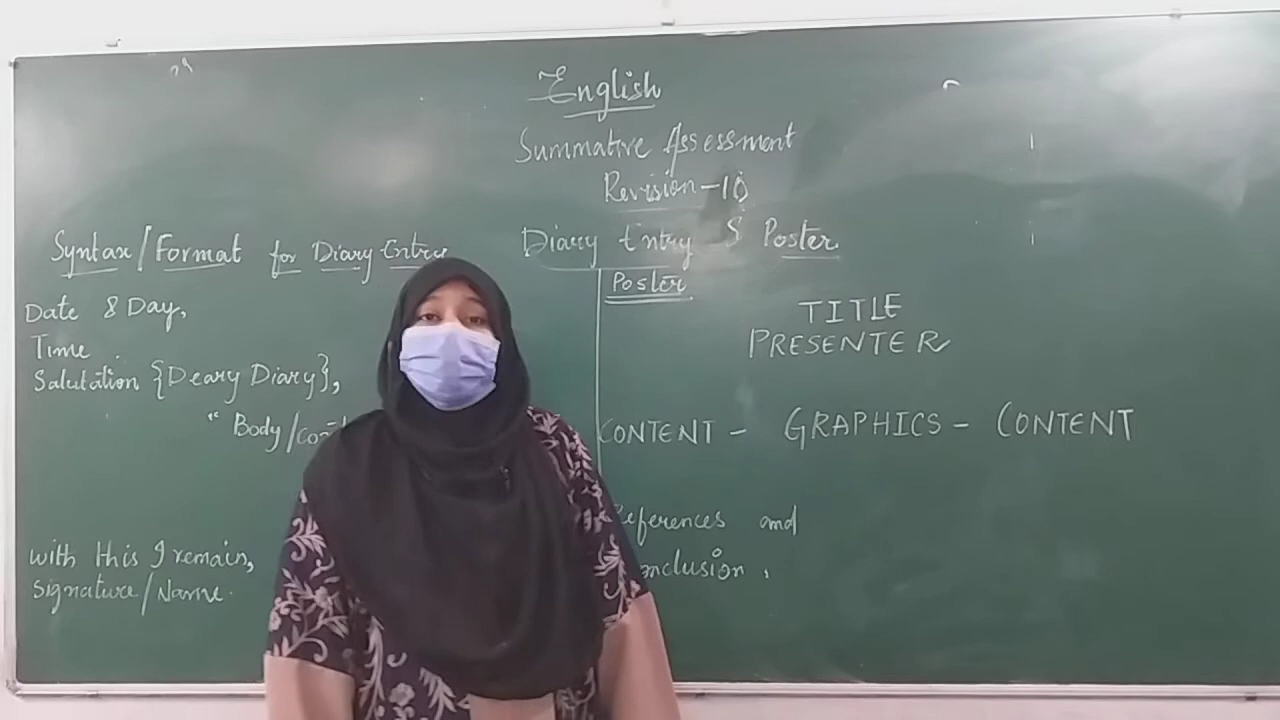 English
Summative Assessment
Revision-10
Diary Entry & Poster
Syntax/Format for Diary Entry
Date & Day,
Time
Salutation {Deary Diary},
" Body/
with this I remain,
Signature/Name.
Poster
TITLE
PRESENTER
CONTENT - GRAPHICS - CONTENT
References and
onclusion.